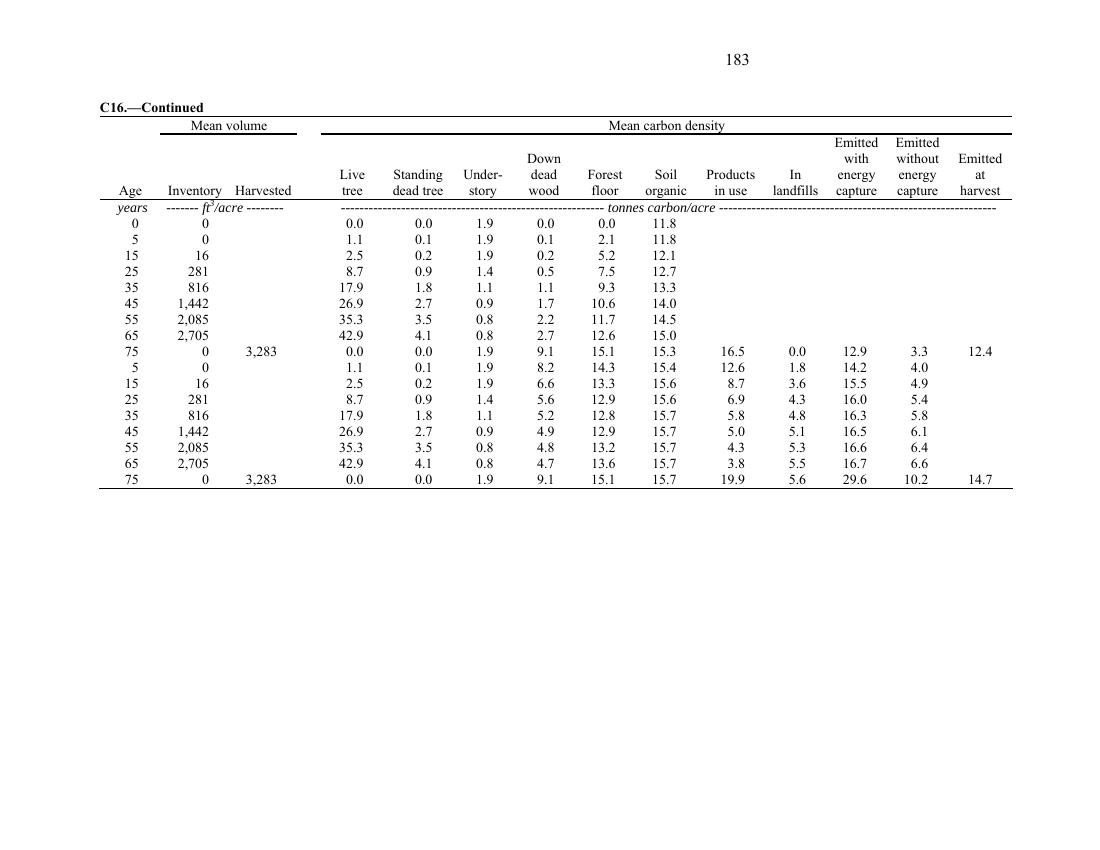 183
C16.—Continued
Mean volume Mean carbon density
Emitted Emitted
Down with without Emitted
Live Standing Under- dead Forest Soil Products In energy energy at
Age Inventory Harvested tree dead tree story wood floor organic in use landfills capture capture harvest
years ------- ft³/acre -------- ------------------------------------------------------- tonnes carbon/acre -----------------------------------------------------------
0 0 0.0 0.0 1.9 0.0 0.0 11.8
5 0 1.1 0.1 1.9 0.1 2.1 11.8
15 16 2.5 0.2 1.9 0.2 5.2 12.1
25 281 8.7 0.9 1.4 0.5 7.5 12.7
35 816 17.9 1.8 1.1 1.1 9.3 13.3
45 1,442 26.9 2.7 0.9 1.7 10.6 14.0
55 2,085 35.3 3.5 0.8 2.2 11.7 14.5
65 2,705 42.9 4.1 0.8 2.7 12.6 15.0
75 0 3,283 0.0 0.0 1.9 9.1 15.1 15.3 16.5 0.0 12.9 3.3 12.4
5 0 1.1 0.1 1.9 8.2 14.3 15.4 12.6 1.8 14.2 4.0
15 16 2.5 0.2 1.9 6.6 13.3 15.6 8.7 3.6 15.5 4.9
25 281 8.7 0.9 1.4 5.6 12.9 15.6 6.9 4.3 16.0 5.4
35 816 17.9 1.8 1.1 5.2 12.8 15.7 5.8 4.8 16.3 5.8
45 1,442 26.9 2.7 0.9 4.9 12.9 15.7 5.0 5.1 16.5 6.1
55 2,085 35.3 3.5 0.8 4.8 13.2 15.7 4.3 5.3 16.6 6.4
65 2,705 42.9 4.1 0.8 4.7 13.6 15.7 3.8 5.5 16.7 6.6
75 0 3,283 0.0 0.0 1.9 9.1 15.1 15.7 19.9 5.6 29.6 10.2 14.7